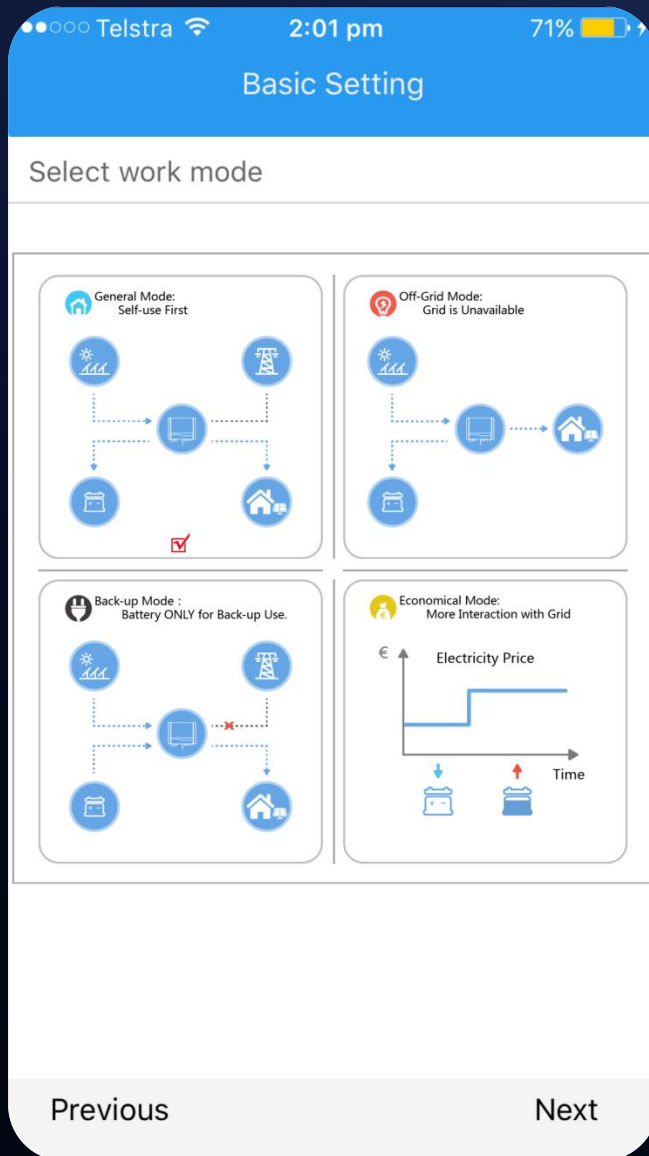 Telstra 2:01 pm 71%
Basic Setting
Select work mode
General Mode:
Self-use First
Off-Grid Mode:
Grid is Unavailable
Back-up Mode :
Battery ONLY for Back-up Use.
Economical Mode:
More Interaction with Grid
€ Electricity Price
Time
Previous Next